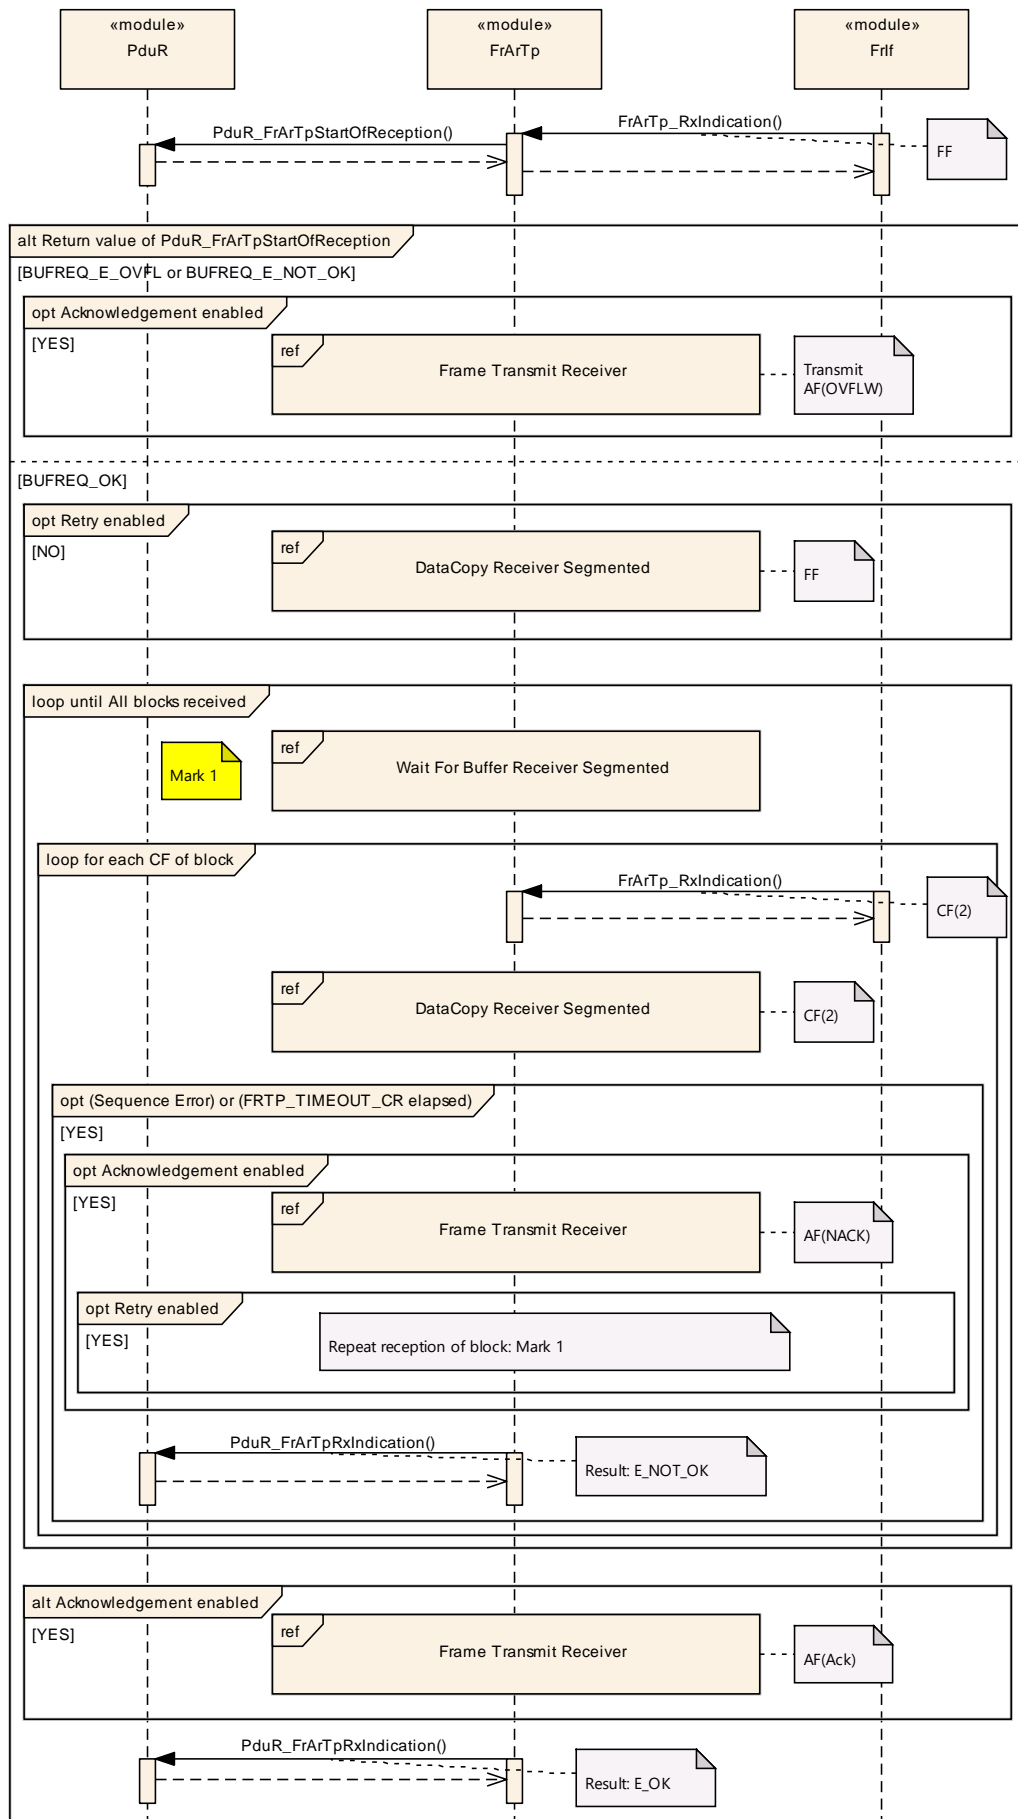 «module»
PduR
«module»
FrArTp
«module»
FrIf
FrArTp_RxIndication()
PduR_FrArTpStartOfReception()
FF
alt Return value of PduR_FrArTpStartOfReception
[BUFREQ_E_OVFL or BUFREQ_E_NOT_OK]
opt Acknowledgement enabled
[YES]
ref
Frame Transmit Receiver
Transmit
AF(OVFLW)
[BUFREQ_OK]
opt Retry enabled
[NO]
ref
DataCopy Receiver Segmented
FF
loop until All blocks received
Mark 1
ref
Wait For Buffer Receiver Segmented
loop for each CF of block
FrArTp_RxIndication()
CF(2)
ref
DataCopy Receiver Segmented
CF(2)
opt (Sequence Error) or (FRTP_TIMEOUT_CR elapsed)
[YES]
opt Acknowledgement enabled
[YES]
ref
Frame Transmit Receiver
AF(NACK)
opt Retry enabled
[YES]
Repeat reception of block: Mark 1
PduR_FrArTpRxIndication()
Result: E_NOT_OK
alt Acknowledgement enabled
[YES]
ref
Frame Transmit Receiver
AF(Ack)
PduR_FrArTpRxIndication()
Result: E_OK